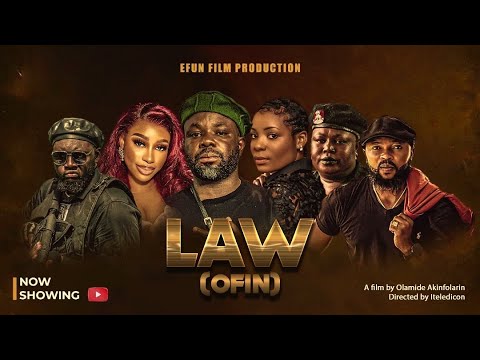 EFUN FILM PRODUCTION
LAW
(OFIN)
NOW
SHOWING
A film by Olamide Akinfolarin
Directed by Iteledicon